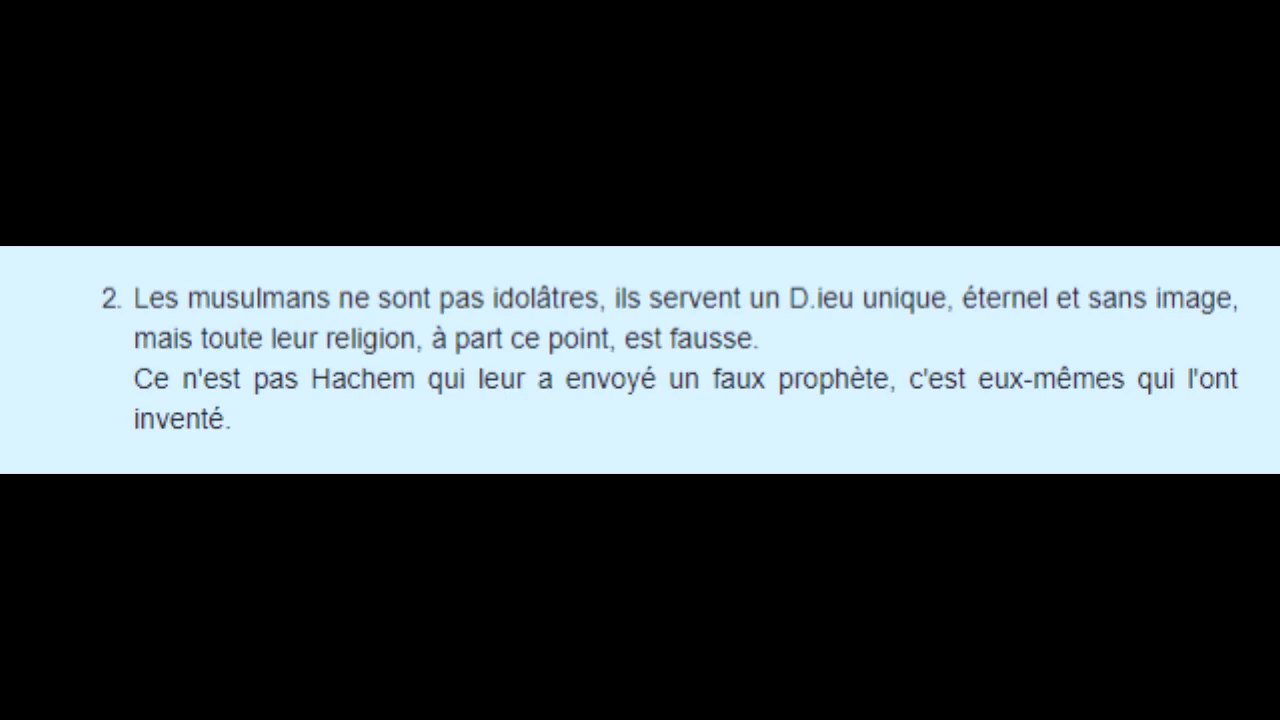 2. Les musulmans ne sont pas idolâtres, ils servent un D.ieu unique, éternel et sans image,
mais toute leur religion, à part ce point, est fausse.
Ce n'est pas Hachem qui leur a envoyé un faux prophète, c'est eux-mêmes qui l'ont
inventé.